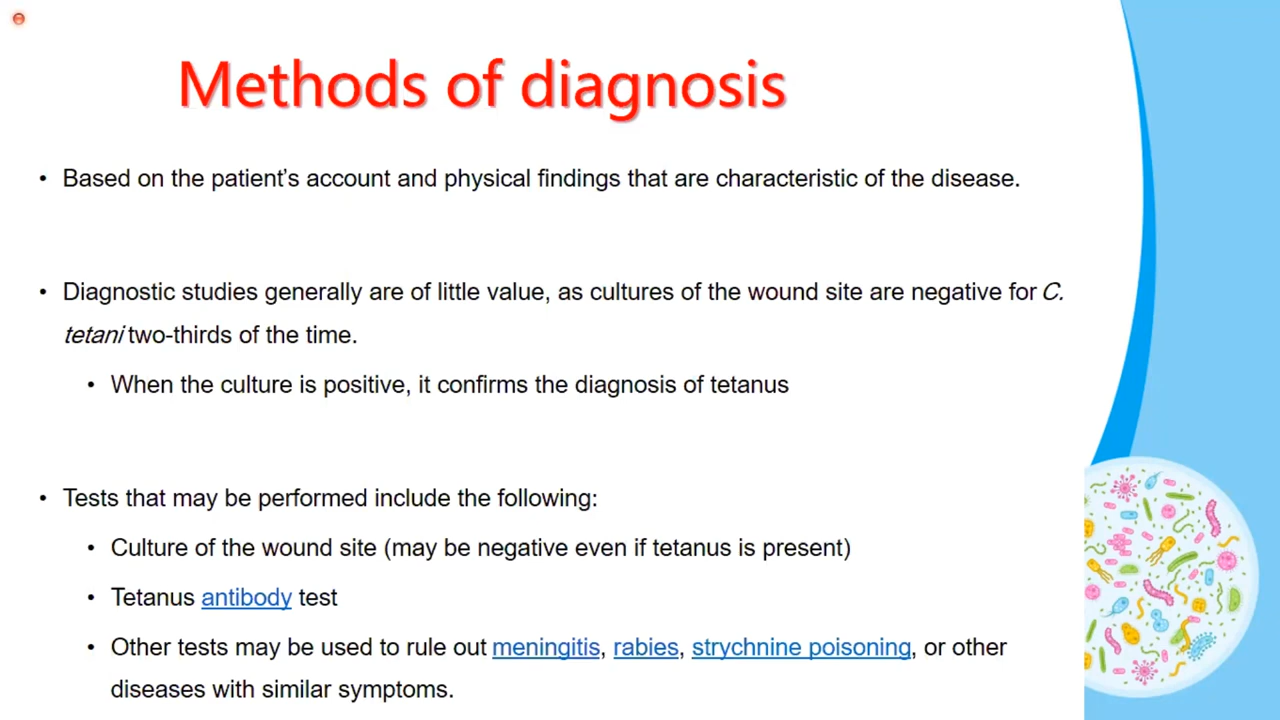 Methods of diagnosis
• Based on the patient’s account and physical findings that are characteristic of the disease.
• Diagnostic studies generally are of little value, as cultures of the wound site are negative for C.
tetani two-thirds of the time.
• When the culture is positive, it confirms the diagnosis of tetanus
• Tests that may be performed include the following:
• Culture of the wound site (may be negative even if tetanus is present)
• Tetanus antibody test
• Other tests may be used to rule out meningitis, rabies, strychnine poisoning, or other
diseases with similar symptoms.